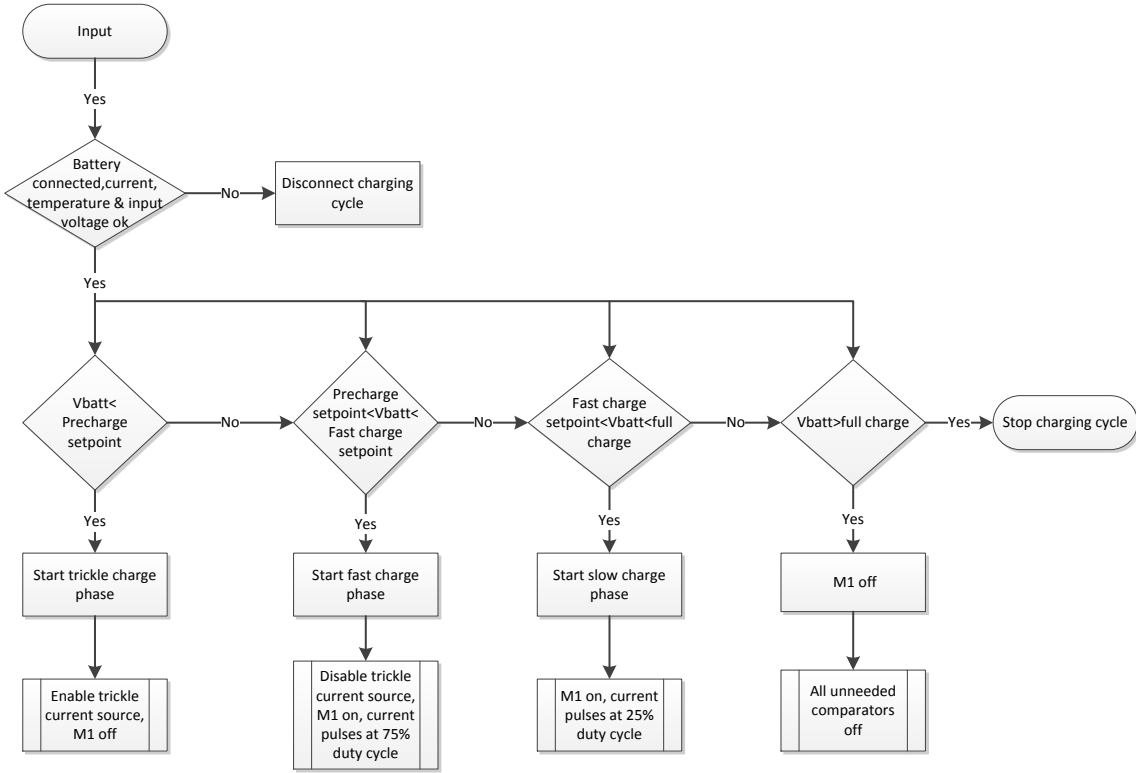 Input
Yes
Battery
connected,current,
temperature & input
voltage ok
No
Disconnect charging
cycle
Yes
Vbatt<
Precharge
setpoint
No
Precharge
setpoint<Vbatt<
Fast charge
setpoint
No
Fast charge
setpoint<Vbatt<full
charge
No
Vbatt>full charge
Yes
Stop charging cycle
Yes
Yes
Yes
Yes
Start trickle charge
phase
Start fast charge
phase
Start slow charge
phase
M1 off
Enable trickle
current source,
M1 off
Disable trickle
current source,
M1 on, current
pulses at 75%
duty cycle
M1 on, current
pulses at 25%
duty cycle
All unneeded
comparators
off